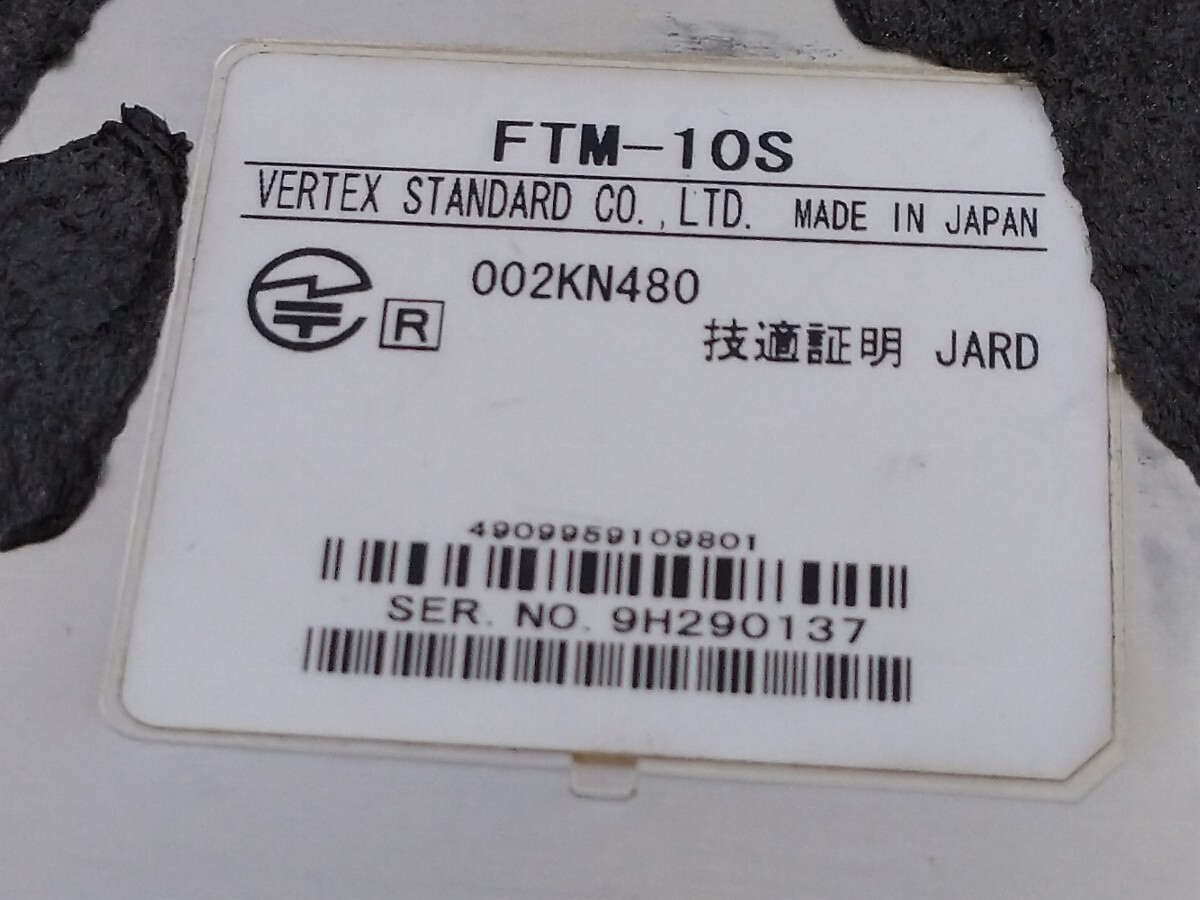 FTM-10S
VERTEX STANDARD CO., LTD. MADE IN JAPAN
R 002KN480
技適証明 JARD
4909959109801
SER. NO. 9H290137